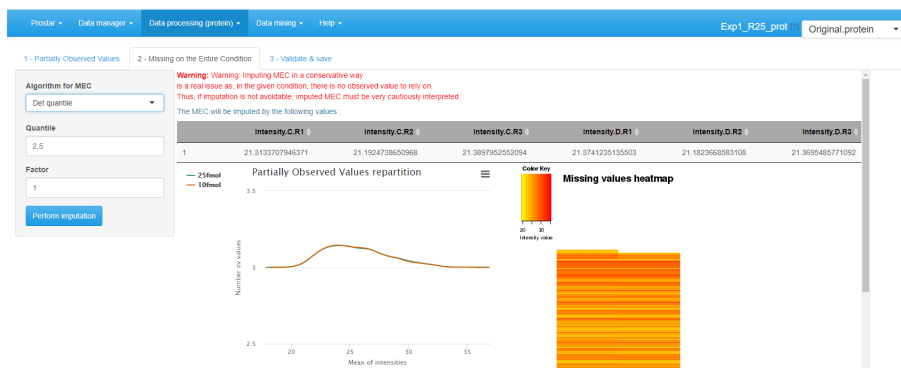 Prostar Data manager Data processing (protein) Data mining Help Exp1_R25_prot [?] Original.protein
1 - Partially Observed Values 2 - Missing on the Entire Condition 3 - Validate & save
Algorithm for MEC
Det quantile
Quantile
2.5
Factor
1
Perform imputation
Warning: Warning: Imputing MEC in a conservative way
is a real issue as, in the given condition, there is no observed value to rely on.
Thus, if imputation is not avoidable, imputed MEC must be very cautiously interpreted.
The MEC will be imputed by the following values :
Intensity.C.R1 Intensity.C.R2 Intensity.C.R3 Intensity.D.R1 Intensity.D.R2 Intensity.D.R3
1 21.3133707946371 21.1924738650968 21.3897952552094 21.3741235135503 21.1823668583108 21.3695485771092
25fmol
10fmol
Partially Observed Values repartition
3.5
3
2.5
Number ov values
20 25 30 35
Mean of intensities
Color Key
20 30
Intensity value
Missing values heatmap